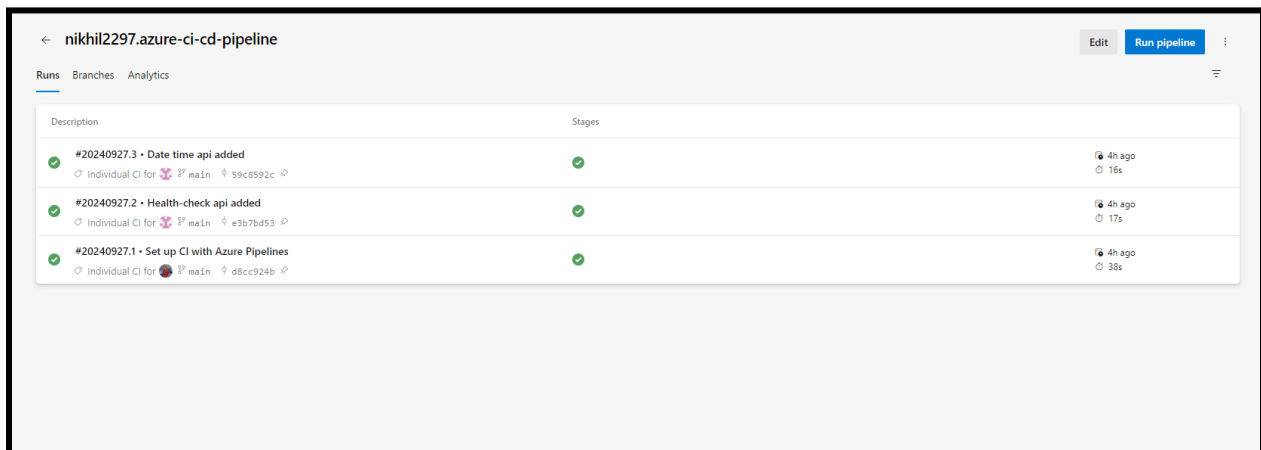 nikhil2297.azure-ci-cd-pipeline
Edit
Run pipeline
Runs Branches Analytics
Description Stages
#20240927.3 • Date time api added
4h ago
Individual CI for main 59c8592c
16s
#20240927.2 • Health-check api added
4h ago
Individual CI for main e3b7bd53
17s
#20240927.1 • Set up CI with Azure Pipelines
4h ago
Individual CI for main d8cc924b
38s